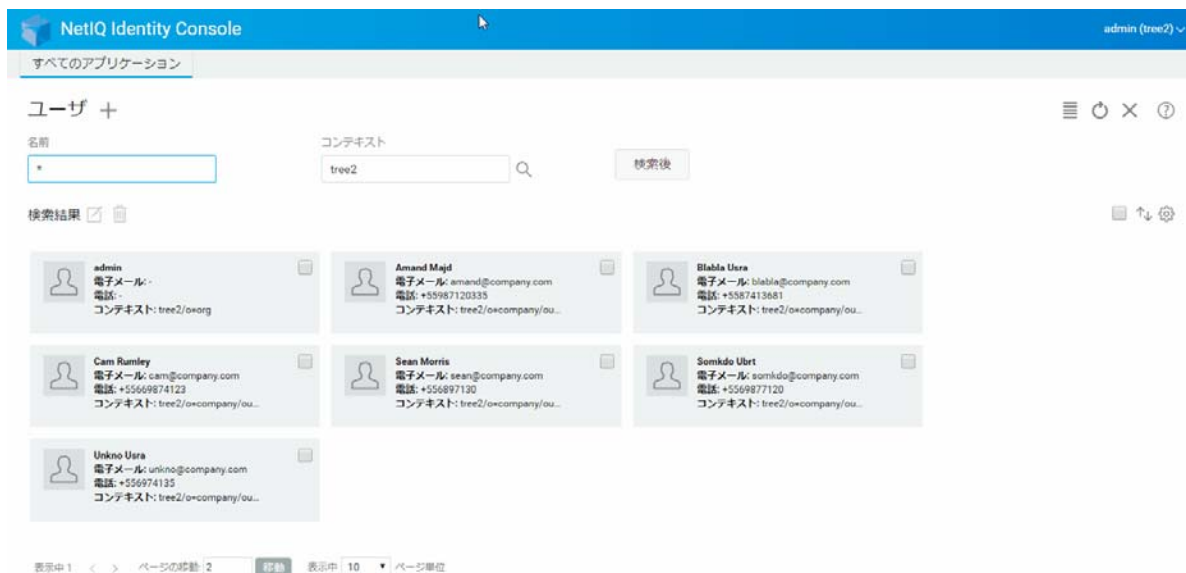 NetIQ Identity Console
admin (tree2)
すべてのアプリケーション
ユーザ
名前
コンテキスト
*
tree2
検索後
検索結果
admin
電子メール: -
電話: -
コンテキスト: tree2/o=org
Amand Majd
電子メール: amand@company.com
電話: +55987120335
コンテキスト: tree2/o=company/ou...
Blabla Usra
電子メール: blabla@company.com
電話: +5587413681
コンテキスト: tree2/o=company/ou...
Cam Rumley
電子メール: cam@company.com
電話: +55669874123
コンテキスト: tree2/o=company/ou...
Sean Morris
電子メール: sean@company.com
電話: +556897130
コンテキスト: tree2/o=company/ou...
Somkdo Ubrt
電子メール: somkdo@company.com
電話: +5569877120
コンテキスト: tree2/o=company/ou...
Unkno Usra
電子メール: unkno@company.com
電話: +556974135
コンテキスト: tree2/o=company/ou...
表示中 1 < > ページの移動 2 移動 表示中 10 ページ単位